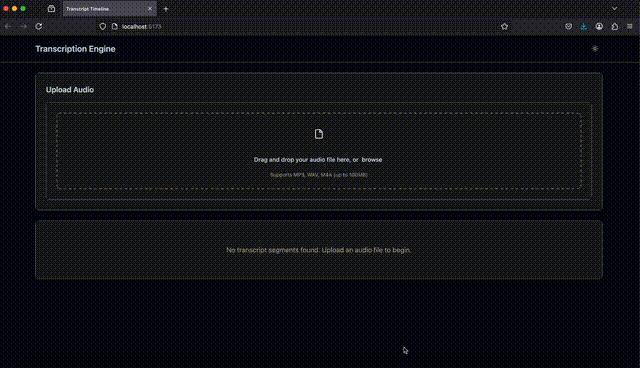 Transcript Timeline
localhost:5173
Transcription Engine
Upload Audio
Drag and drop your audio file here, or browse
Supports MP3, WAV, M4A (up to 100MB)
No transcript segments found. Upload an audio file to begin.